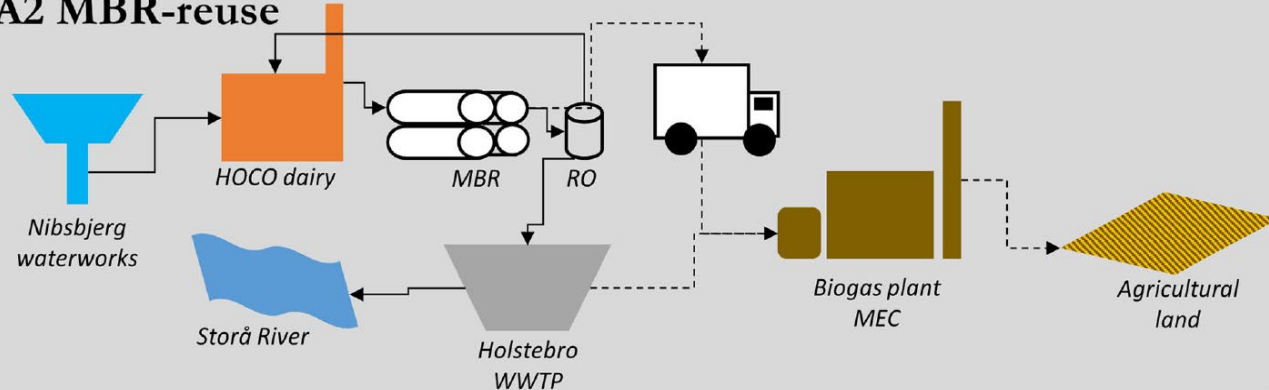 A2 MBR-reuse
HOCO dairy
MBR
RO
Nibsbjerg
waterworks
Storå River
Holstebro
WWTP
Biogas plant
MEC
Agricultural
land